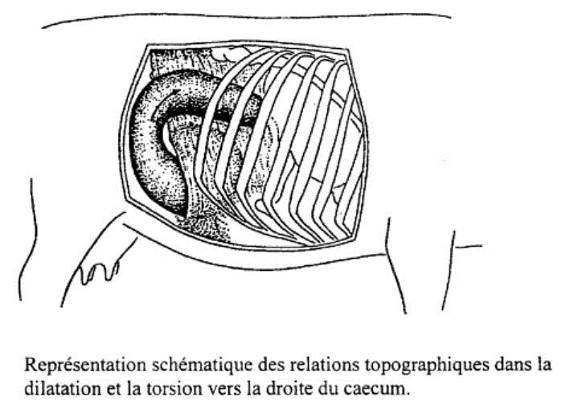 Représentation schématique des relations topographiques dans la
dilatation et la torsion vers la droite du caecum.